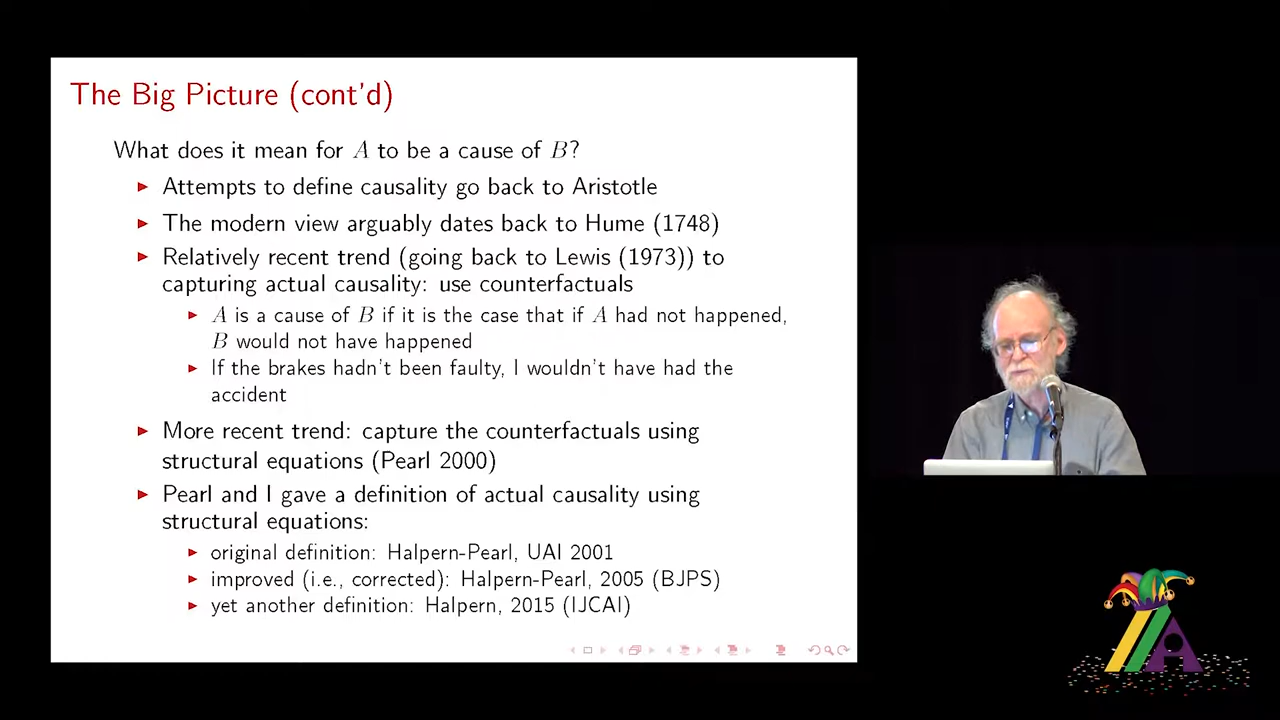 The Big Picture (cont'd)
What does it mean for A to be a cause of B?
▶ Attempts to define causality go back to Aristotle
▶ The modern view arguably dates back to Hume (1748)
▶ Relatively recent trend (going back to Lewis (1973)) to
capturing actual causality: use counterfactuals
▶ A is a cause of B if it is the case that if A had not happened,
B would not have happened
▶ If the brakes hadn't been faulty, I wouldn't have had the
accident
▶ More recent trend: capture the counterfactuals using
structural equations (Pearl 2000)
▶ Pearl and I gave a definition of actual causality using
structural equations:
▶ original definition: Halpern-Pearl, UAI 2001
▶ improved (i.e., corrected): Halpern-Pearl, 2005 (BJPS)
▶ yet another definition: Halpern, 2015 (IJCAI)